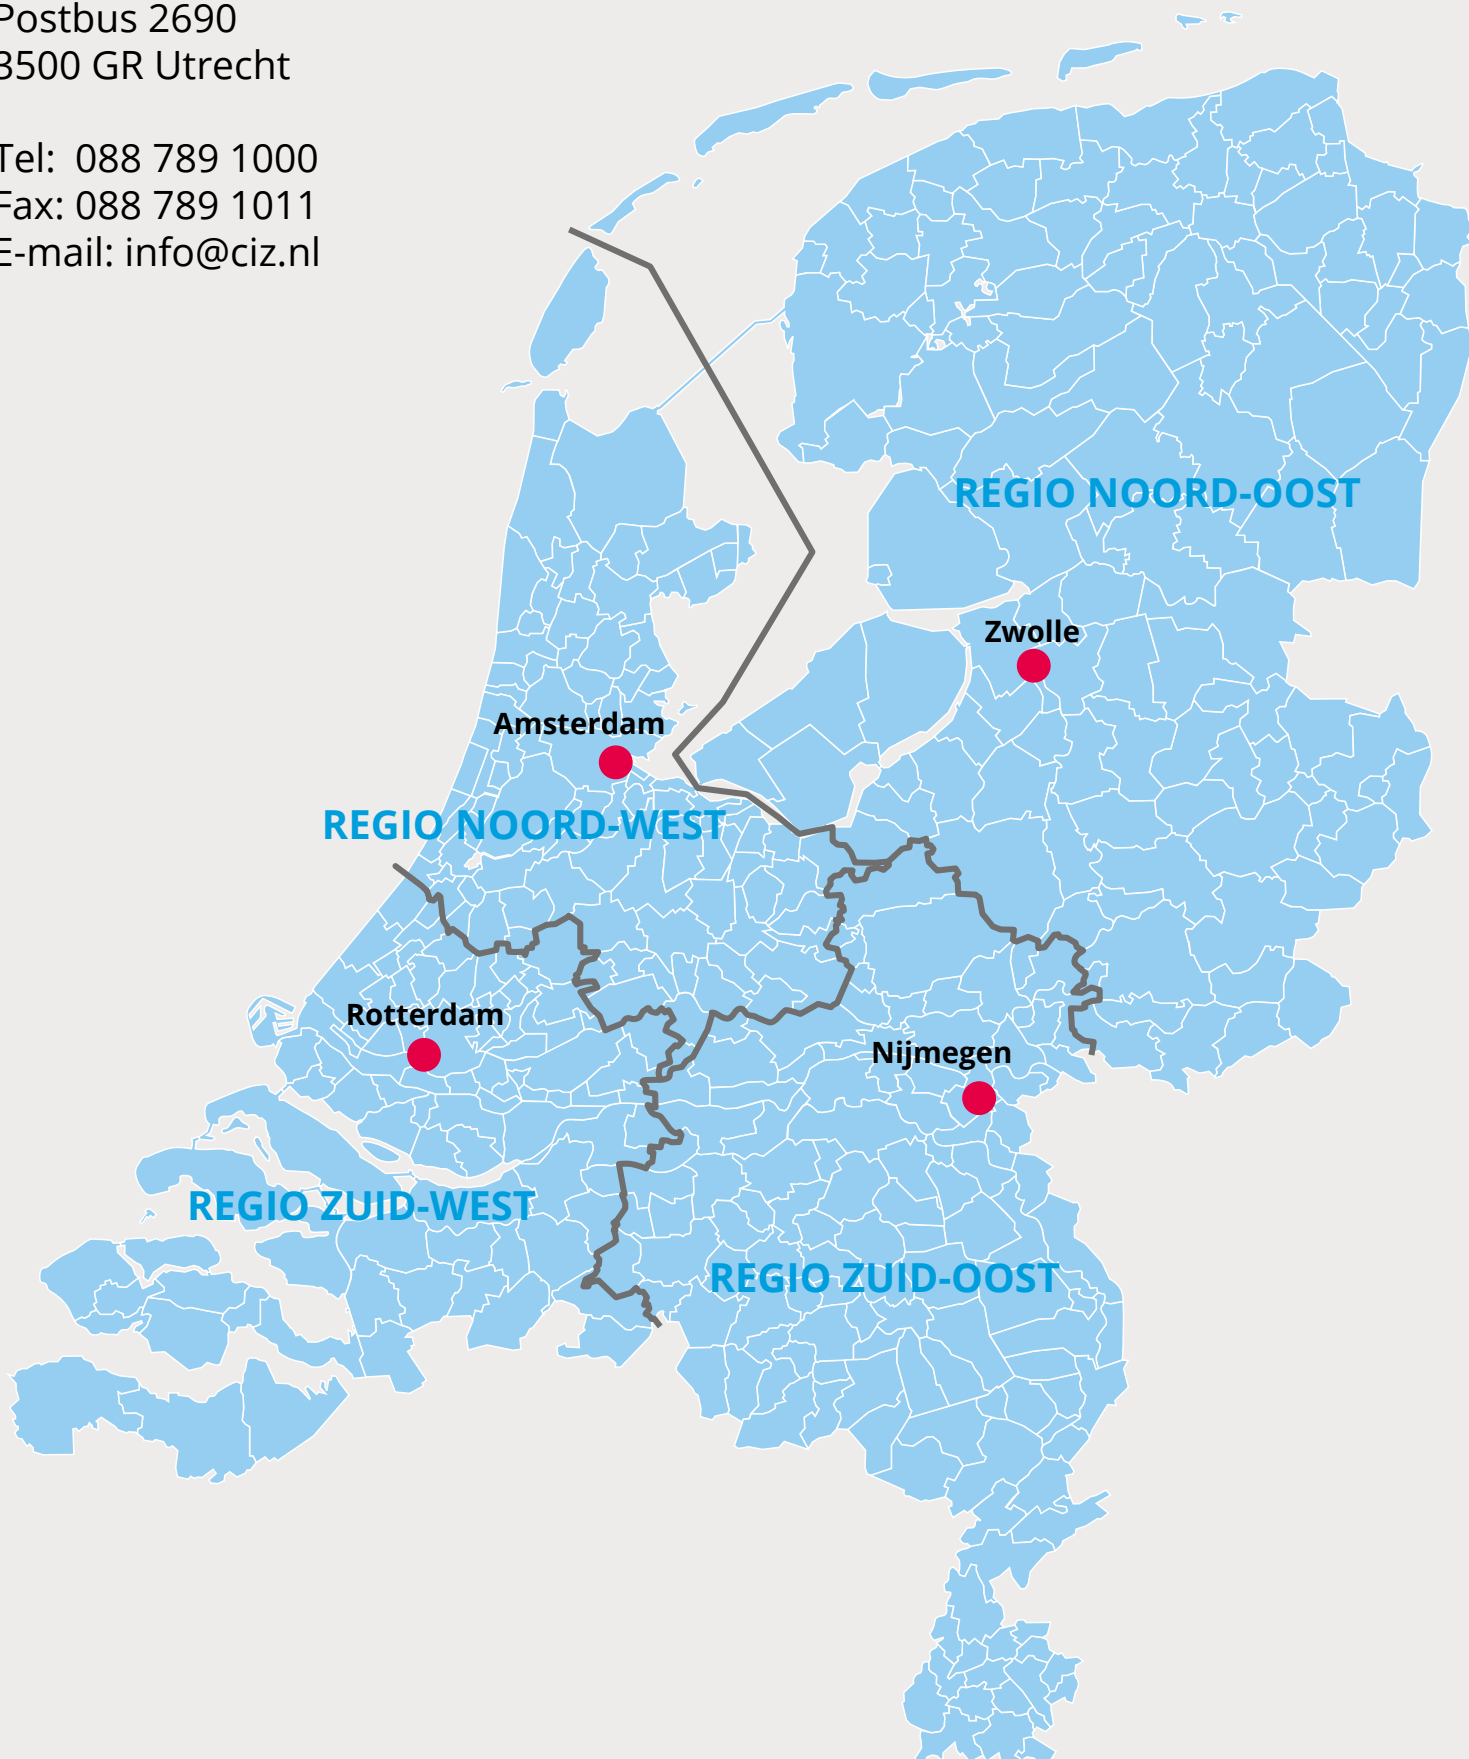 Postbus 2690
3500 GR Utrecht
Tel: 088 789 1000
Fax: 088 789 1011
E-mail: info@ciz.nl
REGIO NOORD-OOST
Zwolle
Amsterdam
REGIO NOORD-WEST
Rotterdam
Nijmegen
REGIO ZUID-WEST
REGIO ZUID-OOST